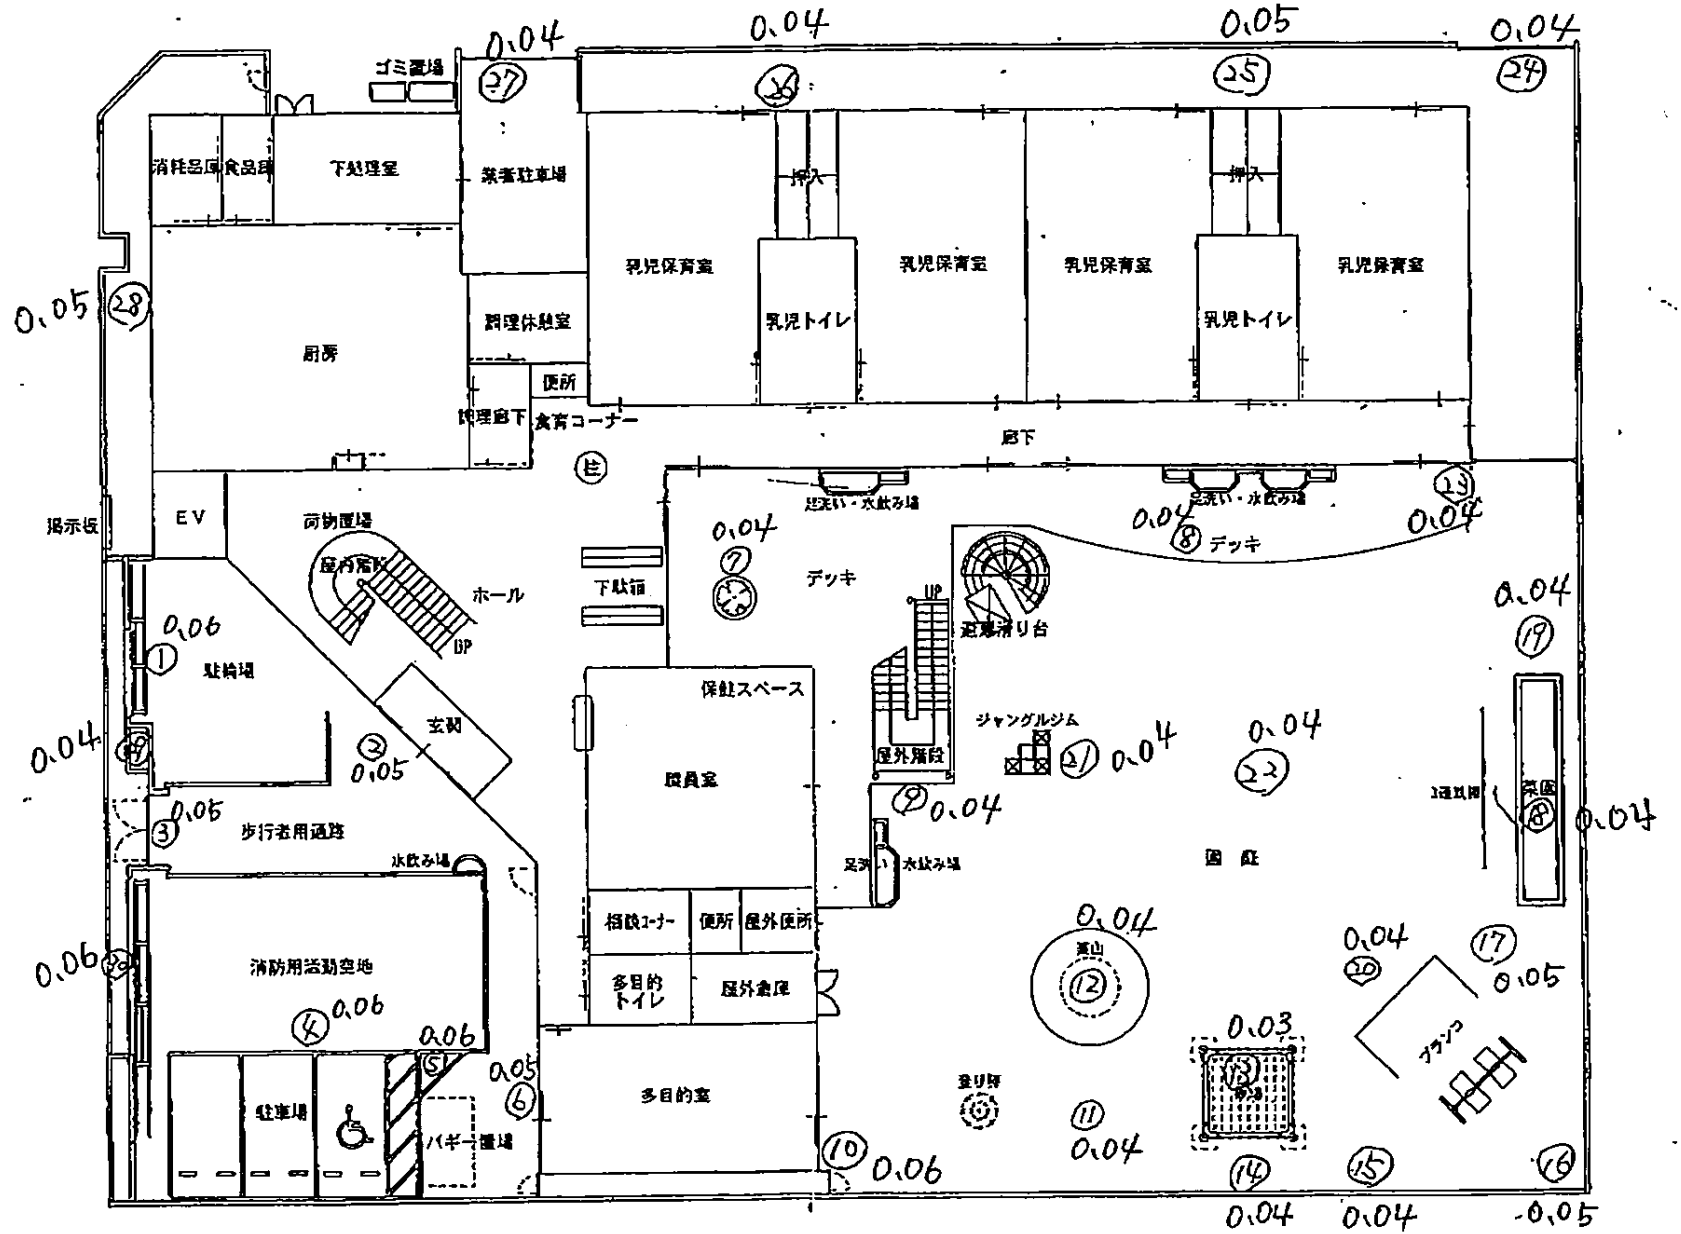 0.04
0.04
0.05
0.04
ゴミ置場
27
26
25
24
消耗品庫
食品庫
下処理室
業者駐車場
押入
押入
乳児保育室
乳児保育室
乳児保育室
乳児保育室
0.05
28
調理休憩室
乳児トイレ
乳児トイレ
厨房
便所
調理廊下
食育コーナー
廊下
掲示板
EV
荷物置場
足洗い・水飲み場
足洗い・水飲み場
23
0.04
0.04
0.04
屋内階段
7
8
デッキ
デッキ
ホール
下駄箱
UP
UP
避難滑り台
0.04
19
0.06
1
駐輪場
保健スペース
玄関
ジャングルジム
0.04
29
2
0.05
屋外階段
21
0.04
0.04
22
職員室
9
0.04
菜園
18
0.04
0.05
3
歩行者用通路
水飲み場
足洗い 水飲み場
園庭
相談コーナー
便所
屋外便所
0.04
築山
12
0.04
20
17
0.05
0.06
30
消防用活動空地
多目的
トイレ
屋外倉庫
4
0.06
0.06
5
0.03
13
ブランコ
0.05
6
駐車場
バギー置場
多目的室
登り棒
11
0.04
10
0.06
14
15
16
0.04
0.04
0.05